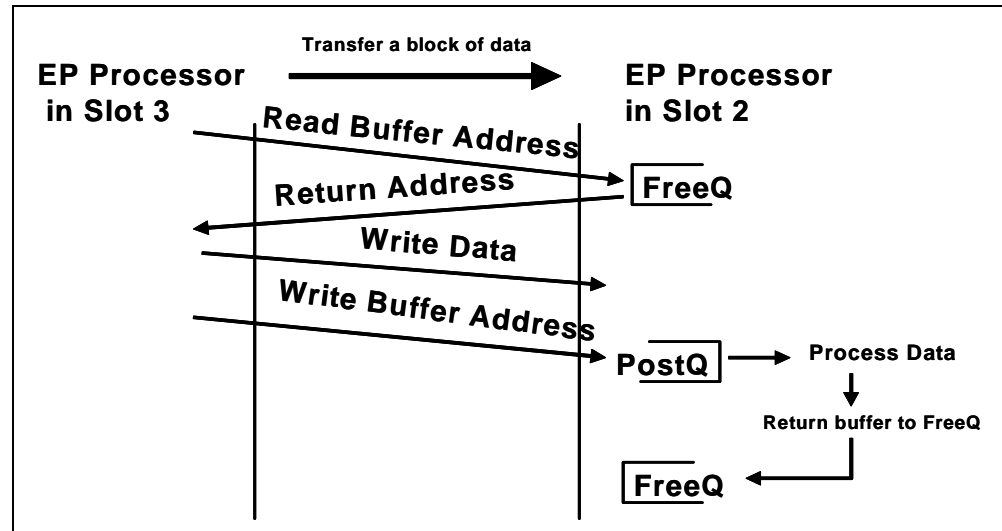 Transfer a block of data
EP Processor
in Slot 3
EP Processor
in Slot 2
Read Buffer Address
FreeQ
Return Address
Write Data
Write Buffer Address
PostQ
Process Data
Return buffer to FreeQ
FreeQ